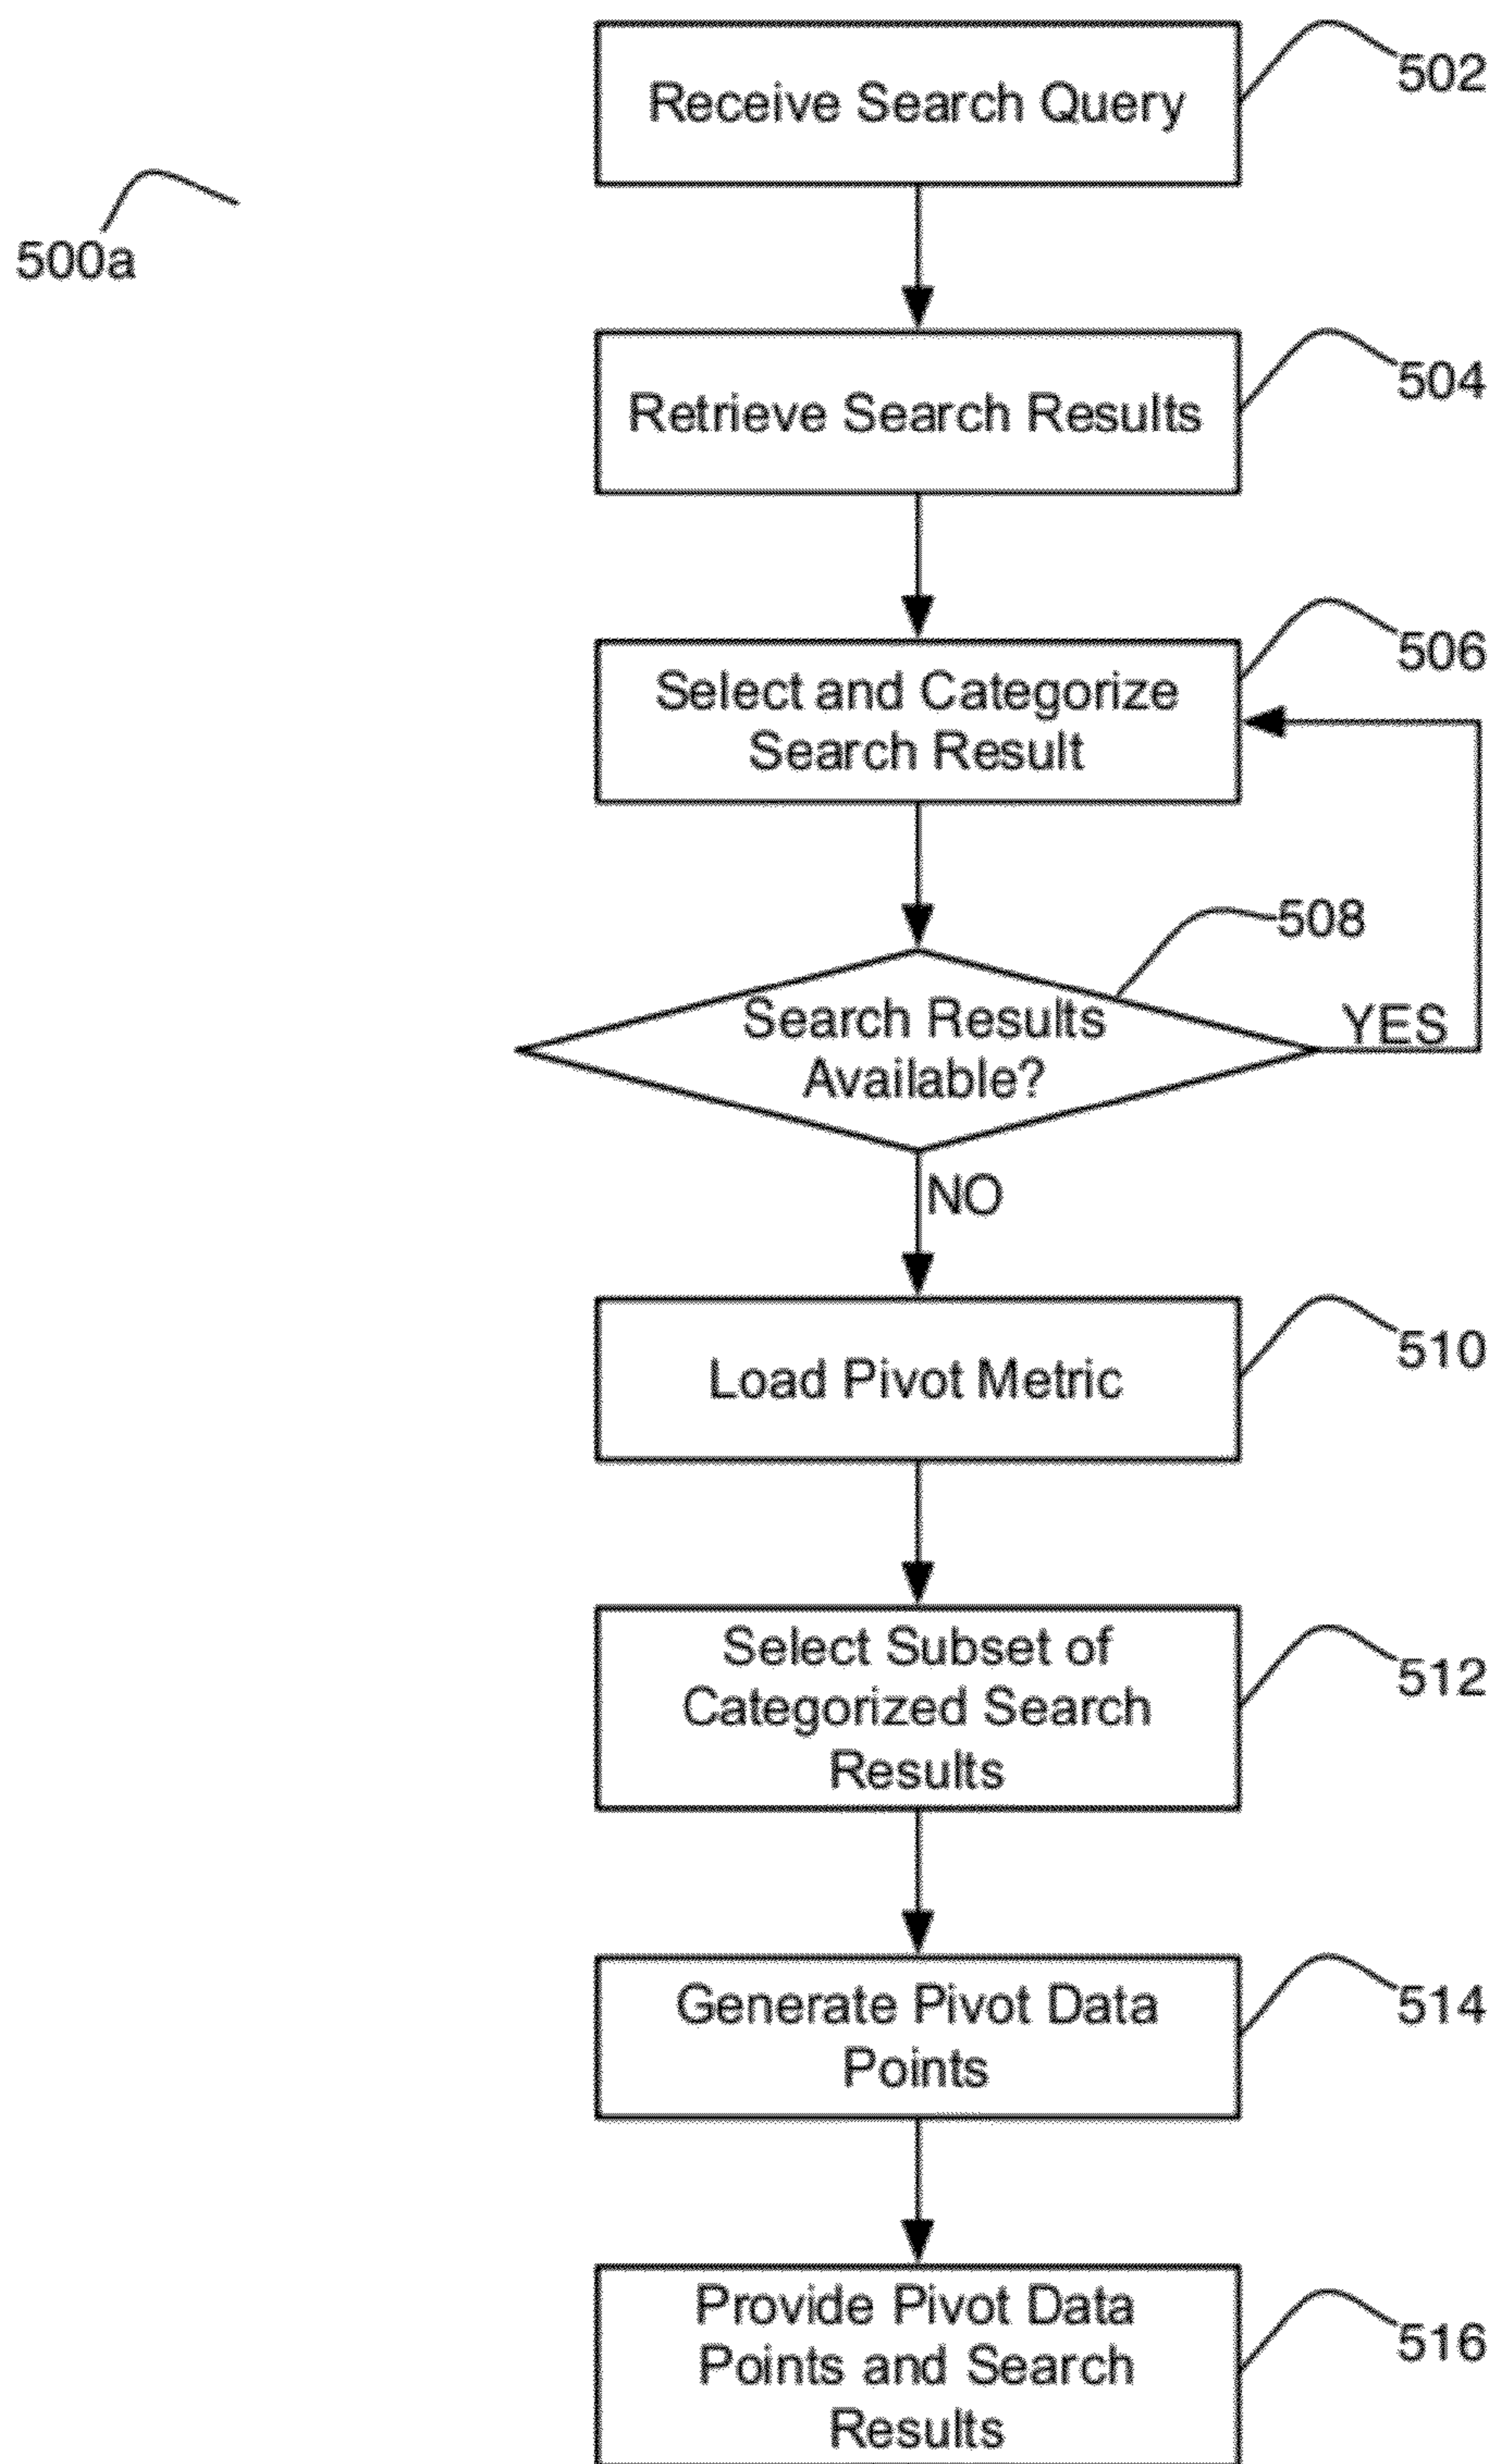 Receive Search Query
502
500a
Retrieve Search Results
504
Select and Categorize
Search Result
506
508
Search Results
Available?
YES
NO
Load Pivot Metric
510
Select Subset of
Categorized Search
Results
512
Generate Pivot Data
Points
514
Provide Pivot Data
Points and Search
Results
516